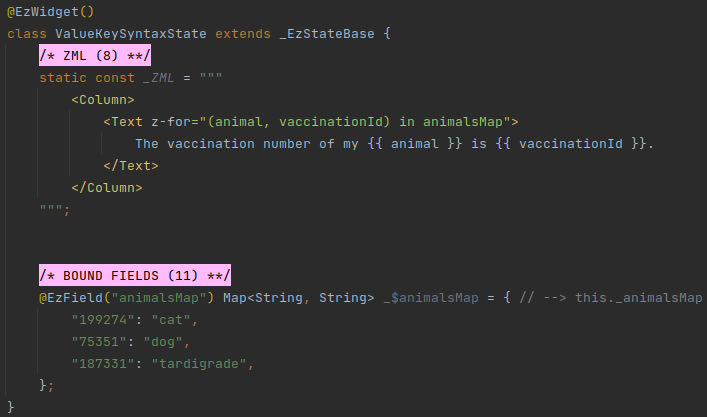 @EzWidget()
class ValueKeySyntaxState extends _EzStateBase {
    /* ZML (8) **/
    static const _ZML = """
        <Column>
            <Text z-for="(animal, vaccinationId) in animalsMap">
                The vaccination number of my {{ animal }} is {{ vaccinationId }}.
            </Text>
        </Column>
    """;
    /* BOUND FIELDS (11) **/
    @EzField("animalsMap") Map<String, String> _$animalsMap = { // --> this._animalsMap
        "199274": "cat",
        "75351": "dog",
        "187331": "tardigrade",
    };
}